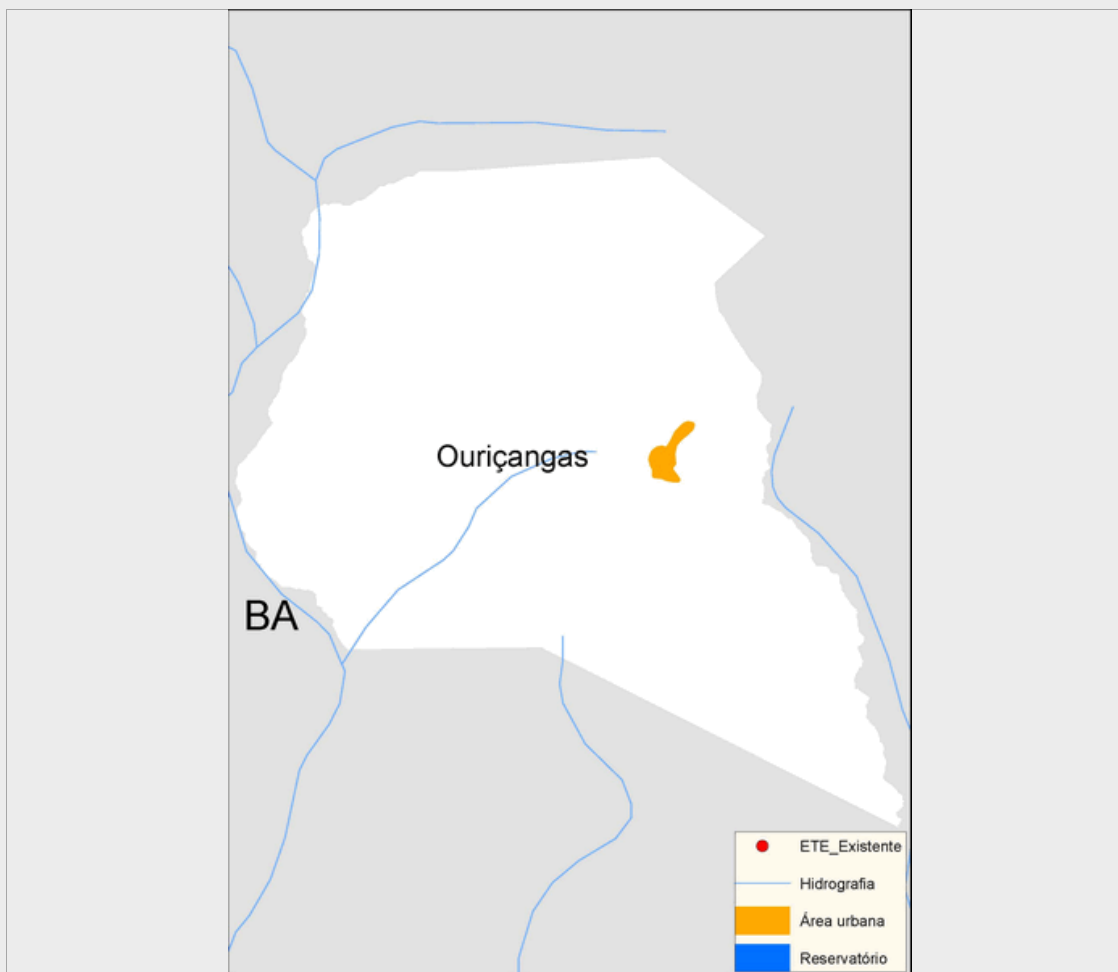 Ouriçangas
BA
ETE_Existente
Hidrografia
Área urbana
Reservatório